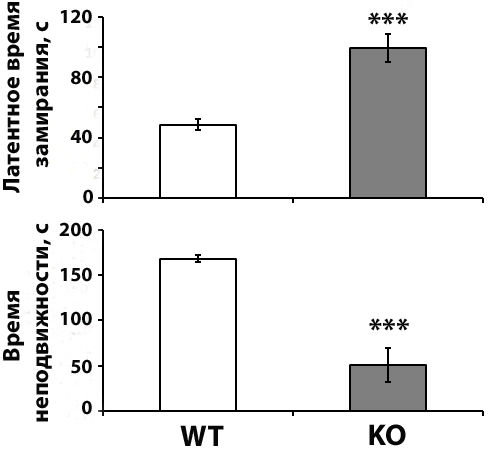 Латентное время
замирания, с
120
80
40
0
***
Время
неподвижности, с
200
150
100
50
0
***
WT KO